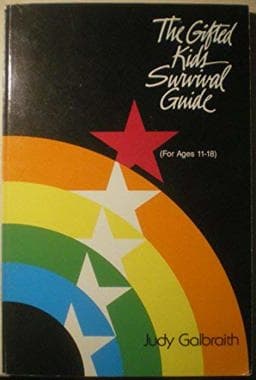 The Gifted
Kids
Survival
Guide
(For Ages 11-18)
Judy Galbraith